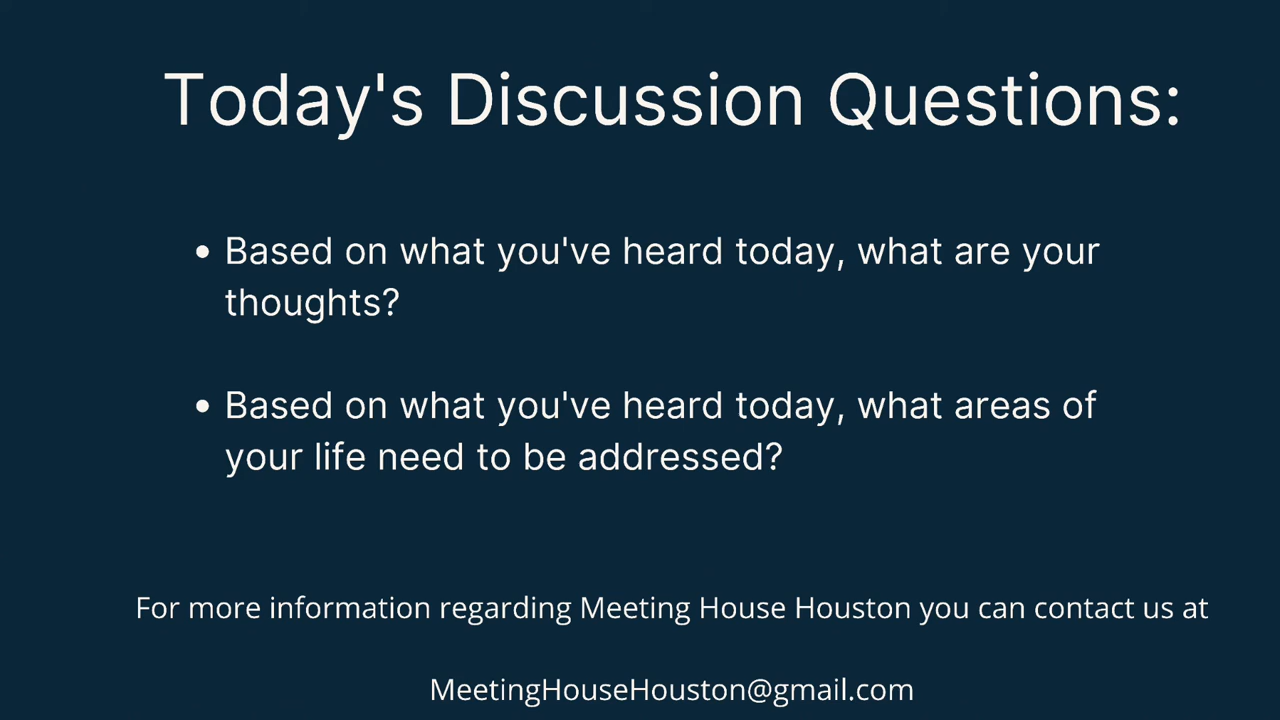 Today's Discussion Questions:
• Based on what you've heard today, what are your
thoughts?
• Based on what you've heard today, what areas of
your life need to be addressed?
For more information regarding Meeting House Houston you can contact us at
MeetingHouseHouston@gmail.com